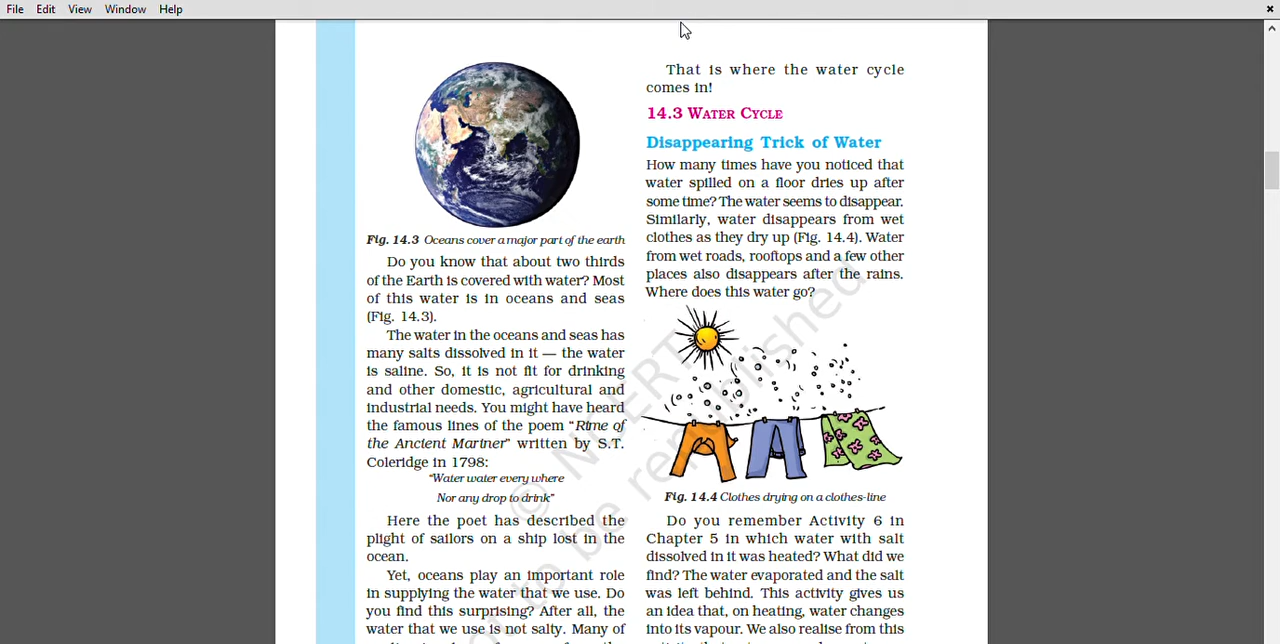 File Edit View Window Help
Fig. 14.3 Oceans cover a major part of the earth
Do you know that about two thirds
of the Earth is covered with water? Most
of this water is in oceans and seas
(Fig. 14.3).
The water in the oceans and seas has
many salts dissolved in it — the water
is saline. So, it is not fit for drinking
and other domestic, agricultural and
industrial needs. You might have heard
the famous lines of the poem “Rime of
the Ancient Mariner” written by S.T.
Coleridge in 1798:
“Water water every where
Nor any drop to drink”
Here the poet has described the
plight of sailors on a ship lost in the
ocean.
Yet, oceans play an important role
in supplying the water that we use. Do
you find this surprising? After all, the
water that we use is not salty. Many of
That is where the water cycle
comes in!
14.3 WATER CYCLE
Disappearing Trick of Water
How many times have you noticed that
water spilled on a floor dries up after
some time? The water seems to disappear.
Similarly, water disappears from wet
clothes as they dry up (Fig. 14.4). Water
from wet roads, rooftops and a few other
places also disappears after the rains.
Where does this water go?
Fig. 14.4 Clothes drying on a clothes-line
Do you remember Activity 6 in
Chapter 5 in which water with salt
dissolved in it was heated? What did we
find? The water evaporated and the salt
was left behind. This activity gives us
an idea that, on heating, water changes
into its vapour. We also realise from this
© NCERT
to be republished